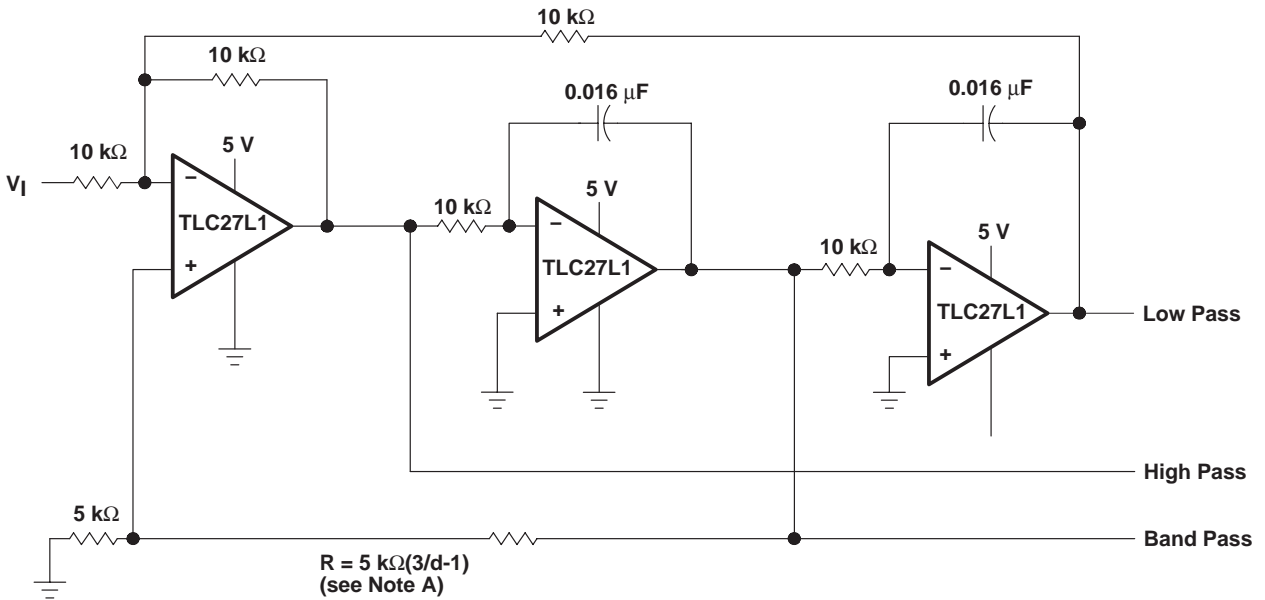 10 kΩ
10 kΩ
0.016 μF
0.016 μF
10 kΩ
5 V
VI
−
TLC27L1
+
10 kΩ
5 V
−
TLC27L1
+
10 kΩ
5 V
−
TLC27L1
+
Low Pass
High Pass
5 kΩ
Band Pass
R = 5 kΩ(3/d-1)
(see Note A)